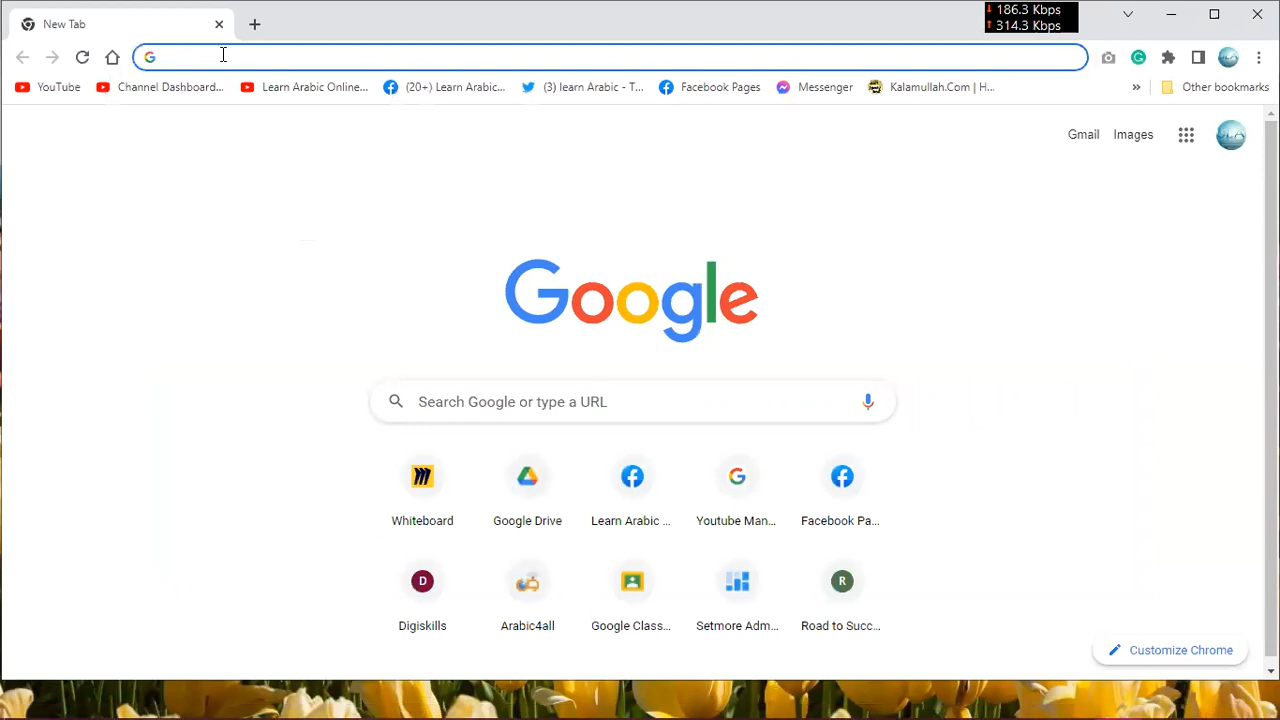 New Tab
186.3 Kbps
314.3 Kbps
YouTube
Channel Dashboard...
Learn Arabic Online...
(20+) Learn Arabic...
(3) learn Arabic - T...
Facebook Pages
Messenger
Kalamullah.Com | H...
»
Other bookmarks
Gmail
Images
Google
Search Google or type a URL
Whiteboard
Google Drive
Learn Arabic ...
Youtube Man...
Facebook Pa...
D
R
Digiskills
Arabic4all
Google Class...
Setmore Adm...
Road to Succ...
Customize Chrome